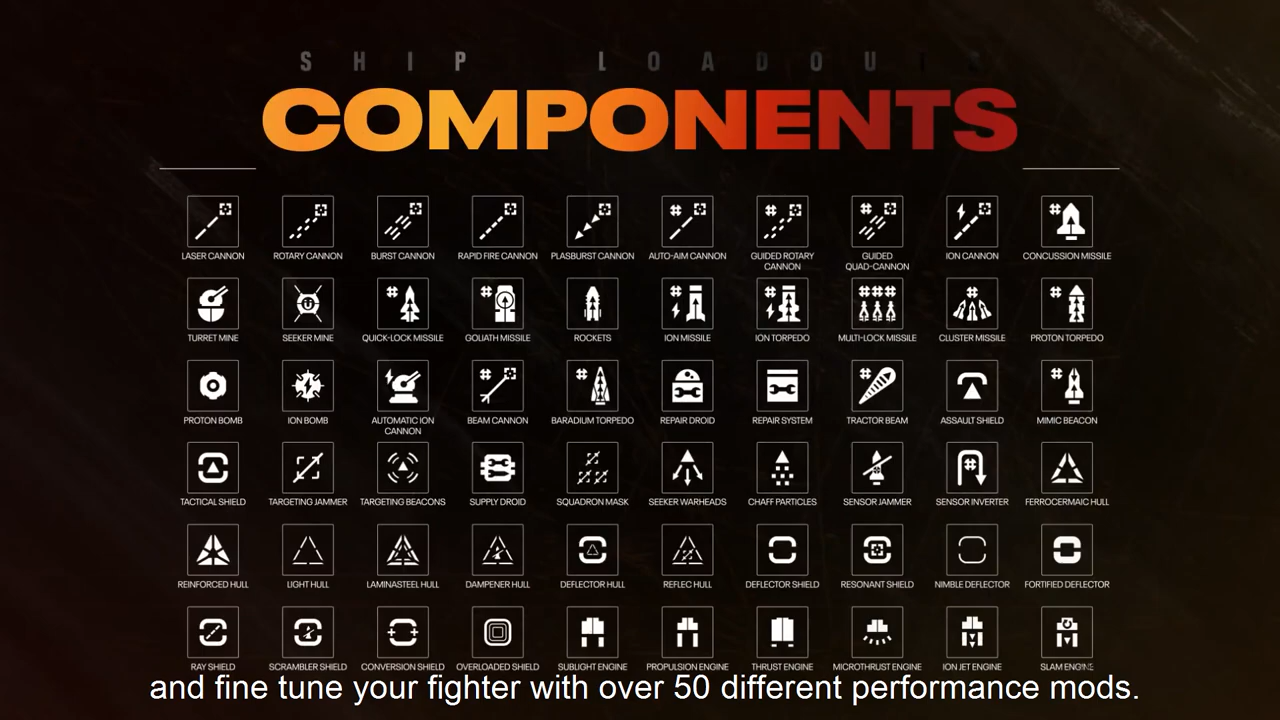 SHIP LOADOUTS
COMPONENTS
LASER CANNON ROTARY CANNON BURST CANNON RAPID FIRE CANNON PLASBURST CANNON AUTO-AIM CANNON GUIDED ROTARY CANNON GUIDED QUAD-CANNON ION CANNON CONCUSSION MISSILE
TURRET MINE SEEKER MINE QUICK-LOCK MISSILE GOLIATH MISSILE ROCKETS ION MISSILE ION TORPEDO MULTI-LOCK MISSILE CLUSTER MISSILE PROTON TORPEDO
PROTON BOMB ION BOMB AUTOMATIC ION CANNON BEAM CANNON BARADIUM TORPEDO REPAIR DROID REPAIR SYSTEM TRACTOR BEAM ASSAULT SHIELD MIMIC BEACON
TACTICAL SHIELD TARGETING JAMMER TARGETING BEACONS SUPPLY DROID SQUADRON MASK SEEKER WARHEADS CHAFF PARTICLES SENSOR JAMMER SENSOR INVERTER FERROCERMAIC HULL
REINFORCED HULL LIGHT HULL LAMINASTEEL HULL DAMPENER HULL DEFLECTOR HULL REFLEC HULL DEFLECTOR SHIELD RESONANT SHIELD NIMBLE DEFLECTOR FORTIFIED DEFLECTOR
RAY SHIELD SCRAMBLER SHIELD CONVERSION SHIELD OVERLOADED SHIELD SUBLIGHT ENGINE PROPULSION ENGINE THRUST ENGINE MICROTHRUST ENGINE ION JET ENGINE SLAM ENGINE
and fine tune your fighter with over 50 different performance mods.